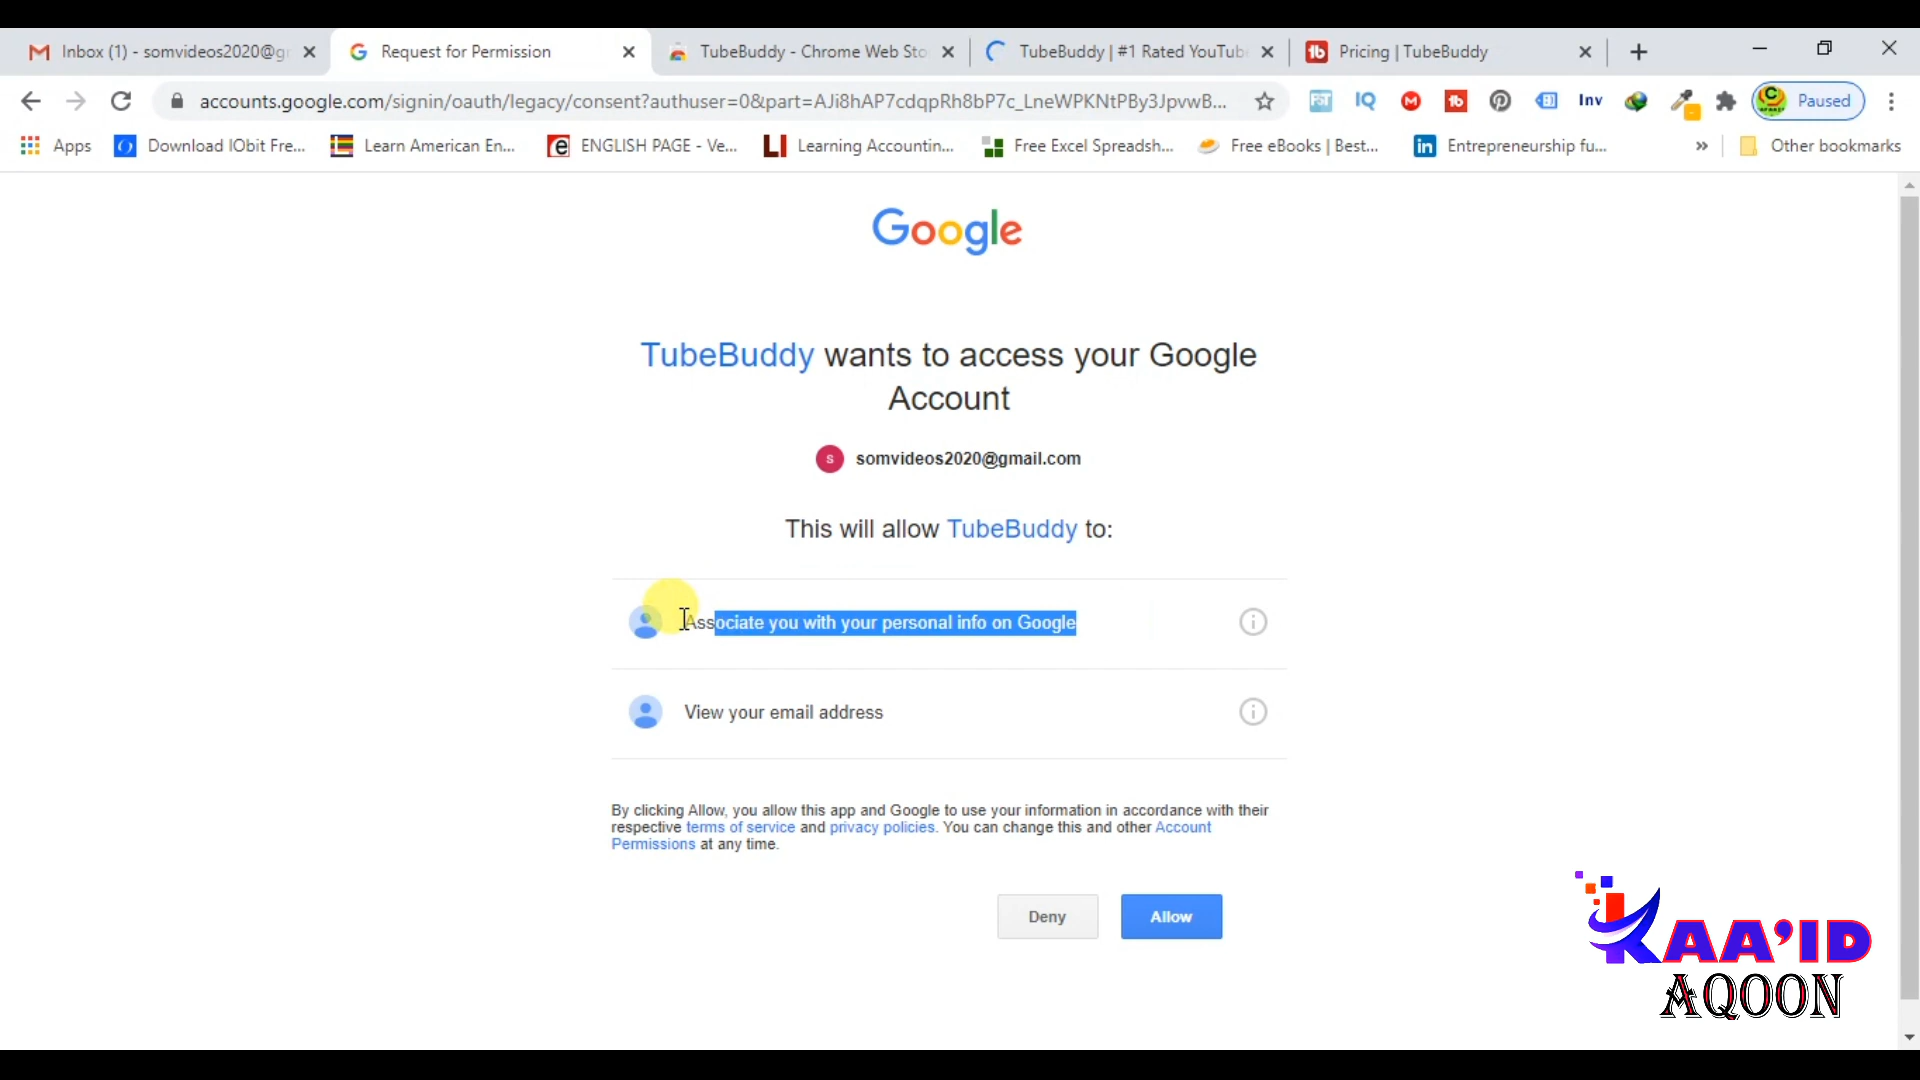 Inbox (1) - somvideos2020@g
Request for Permission
TubeBuddy - Chrome Web Sto
TubeBuddy | #1 Rated YouTub
Pricing | TubeBuddy
accounts.google.com/signin/oauth/legacy/consent?authuser=0&part=AJi8hAP7cdqpRh8bP7c_LneWPKNtPBy3JpvwB...
IQ
Inv
Paused
Apps
Download IObit Fre...
Learn American En...
ENGLISH PAGE - Ve...
Learning Accountin...
Free Excel Spreadsh...
Free eBooks | Best...
Entrepreneurship fu...
»
Other bookmarks
Google
TubeBuddy wants to access your Google
Account
s
somvideos2020@gmail.com
This will allow TubeBuddy to:
Associate you with your personal info on Google
View your email address
By clicking Allow, you allow this app and Google to use your information in accordance with their
respective terms of service and privacy policies. You can change this and other Account
Permissions at any time.
Deny
Allow
KAA'ID
AQOON